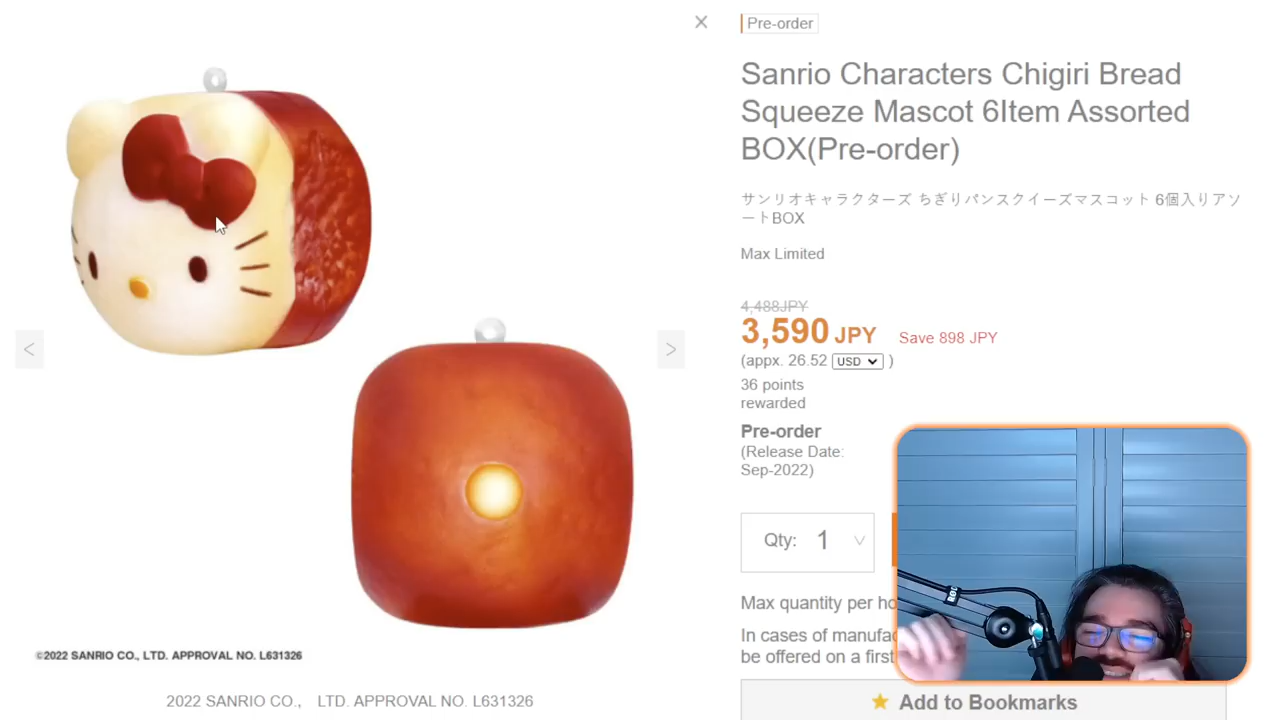 Pre-order
Sanrio Characters Chigiri Bread
Squeeze Mascot 6Item Assorted
BOX(Pre-order)
サンリオキャラクターズ ちぎりパンスクイーズマスコット 6個入りアソ
ートBOX
Max Limited
4,488JPY
3,590 JPY Save 898 JPY
(appx. 26.52 USD )
36 points
rewarded
Pre-order
(Release Date:
Sep-2022)
Qty: 1
Max quantity per ho
In cases of manufac
be offered on a first
Add to Bookmarks
©2022 SANRIO CO., LTD. APPROVAL NO. L631326
2022 SANRIO CO., LTD. APPROVAL NO. L631326